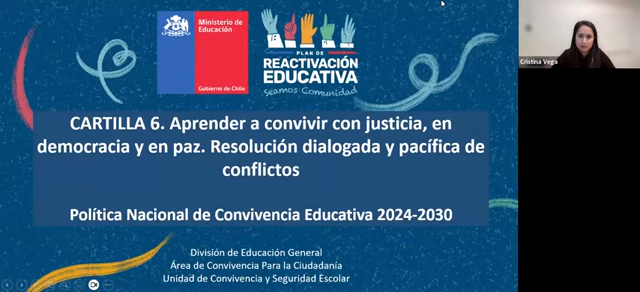 Ministerio de
Educación
Gobierno de Chile
PLAN DE
REACTIVACIÓN
EDUCATIVA
Seamos Comunidad
Cristina Vega
CARTILLA 6. Aprender a convivir con justicia, en
democracia y en paz. Resolución dialogada y pacífica de
conflictos
Política Nacional de Convivencia Educativa 2024-2030
División de Educación General
Área de Convivencia Para la Ciudadanía
Unidad de Convivencia y Seguridad Escolar